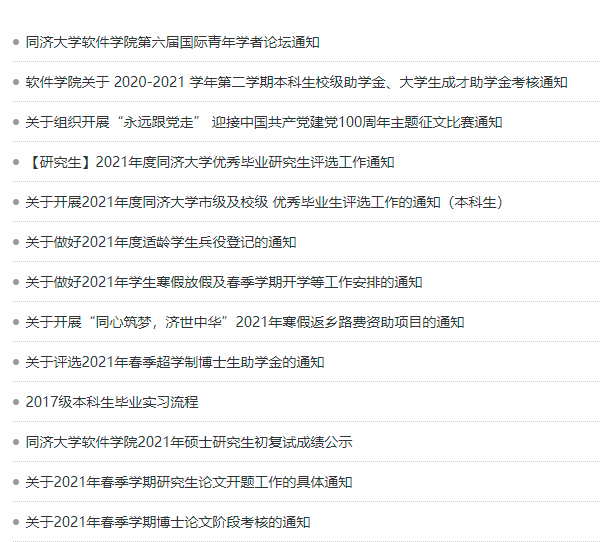 同济大学软件学院第六届国际青年学者论坛通知
软件学院关于 2020-2021 学年第二学期本科生校级助学金、大学生成才助学金考核通知
关于组织开展“永远跟党走” 迎接中国共产党建党100周年主题征文比赛通知
【研究生】2021年度同济大学优秀毕业研究生评选工作通知
关于开展2021年度同济大学市级及校级 优秀毕业生评选工作的通知（本科生）
关于做好2021年度适龄学生兵役登记的通知
关于做好2021年学生寒假放假及春季学期开学等工作安排的通知
关于开展“同心筑梦，济世中华”2021年寒假返乡路费资助项目的通知
关于评选2021年春季超学制博士生助学金的通知
2017级本科生毕业实习流程
同济大学软件学院2021年硕士研究生初复试成绩公示
关于2021年春季学期研究生论文开题工作的具体通知
关于2021年春季学期博士论文阶段考核的通知